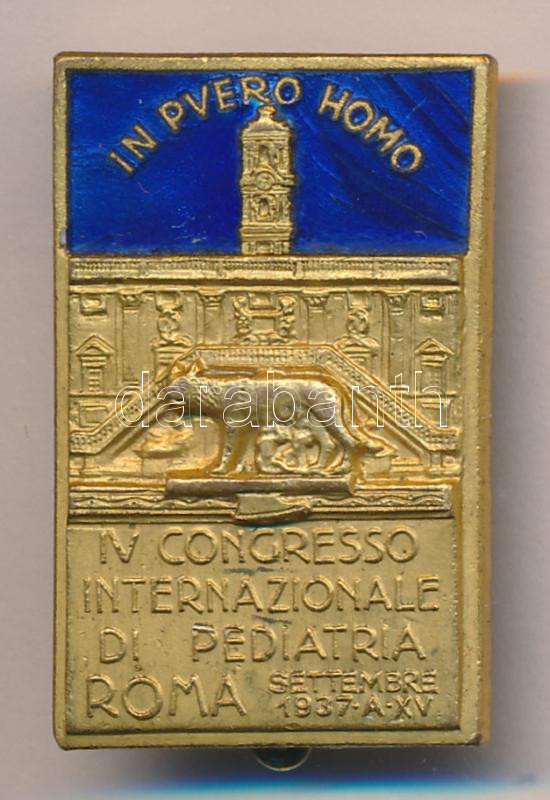 IN PVERO HOMO
darabanth
IV CONGRESSO
INTERNAZIONALE
DI PEDIATRIA
ROMA SETTEMBRE
1937·A·XV